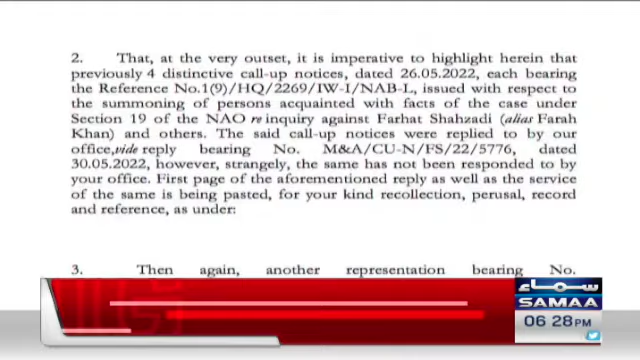 2. That, at the very outset, it is imperative to highlight herein that
previously 4 distinctive call-up notices, dated 26.05.2022, each bearing
the Reference No.1(9)/HQ/2269/IW-I/NAB-L, issued with respect to
the summoning of persons acquainted with facts of the case under
Section 19 of the NAO re inquiry against Farhat Shahzadi (alias Farah
Khan) and others. The said call-up notices were replied to by our
office,vide reply bearing No. M&A/CU-N/FS/22/5776, dated
30.05.2022, however, strangely, the same has not been responded to by
your office. First page of the aforementioned reply as well as the service
of the same is being pasted, for your kind recollection, perusal, record
and reference, as under:
3. Then again, another representation bearing No.
سماء
SAMAA
06:28PM